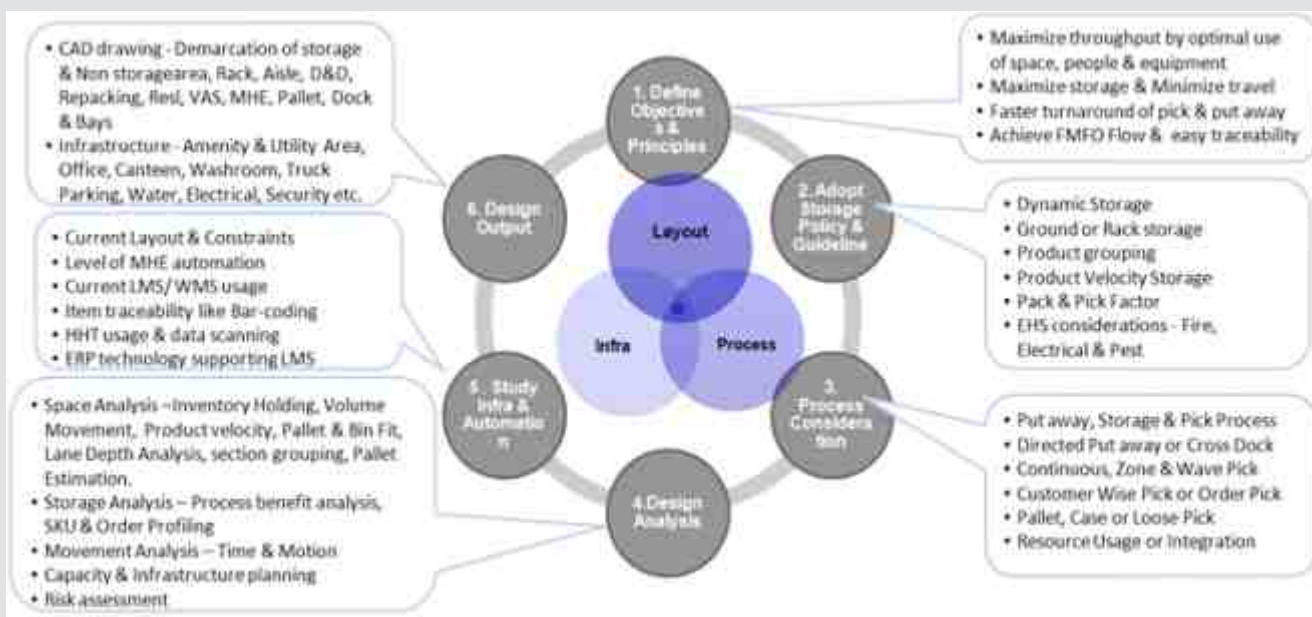 • CAD drawing - Demarcation of storage
& Non storagearea, Rack, Aisle, D&D,
Repacking, Resl, VAS, MHE, Pallet, Dock
& Bays
• Infrastructure - Amenity & Utility Area,
Office, Canteen, Washroom, Truck
Parking, Water, Electrical, Security etc.
• Current Layout & Constraints
• Level of MHE automation
• Current LMS/ WMS usage
• Item traceability like Bar-coding
• HHT usage & data scanning
• ERP technology supporting LMS
• Space Analysis –Inventory Holding, Volume
Movement, Product velocity, Pallet & Bin Fit,
Lane Depth Analysis, section grouping, Pallet
Estimation.
• Storage Analysis – Process benefit analysis,
SKU & Order Profiling
• Movement Analysis – Time & Motion
• Capacity & Infrastructure planning
• Risk assessment
1. Define
Objectiv
es &
Principles
2. Adopt
Storage
Policy &
Guideline
3.
Process
Considera
tion
4.Design
Analysis
5 . Study
Infra &
Automatio
n
6. Design
Output
Layout
Infra
Process
• Maximize throughput by optimal use
of space, people & equipment
• Maximize storage & Minimize travel
• Faster turnaround of pick & put away
• Achieve FMFO Flow & easy traceability
• Dynamic Storage
• Ground or Rack storage
• Product grouping
• Product Velocity Storage
• Pack & Pick Factor
• EHS considerations - Fire,
Electrical & Pest
• Put away, Storage & Pick Process
• Directed Put away or Cross Dock
• Continuous, Zone & Wave Pick
• Customer Wise Pick or Order Pick
• Pallet, Case or Loose Pick
• Resource Usage or Integration